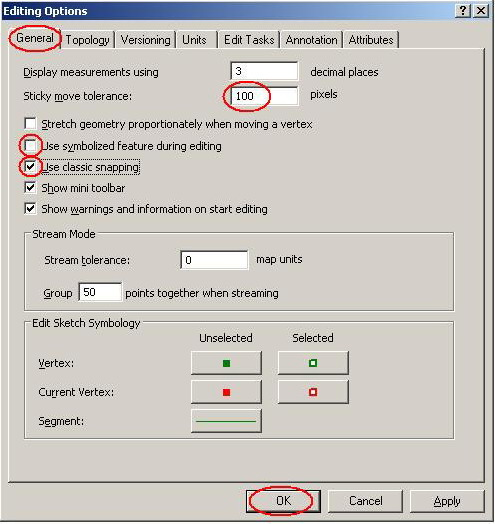 Editing Options
General Topology Versioning Units Edit Tasks Annotation Attributes
Display measurements using 3 decimal places
Sticky move tolerance: 100 pixels
Stretch geometry proportionately when moving a vertex
Use symbolized feature during editing
Use classic snapping
Show mini toolbar
Show warnings and information on start editing
Stream Mode
Stream tolerance: 0 map units
Group 50 points together when streaming
Edit Sketch Symbology
Unselected Selected
Vertex:
Current Vertex:
Segment:
OK Cancel Apply